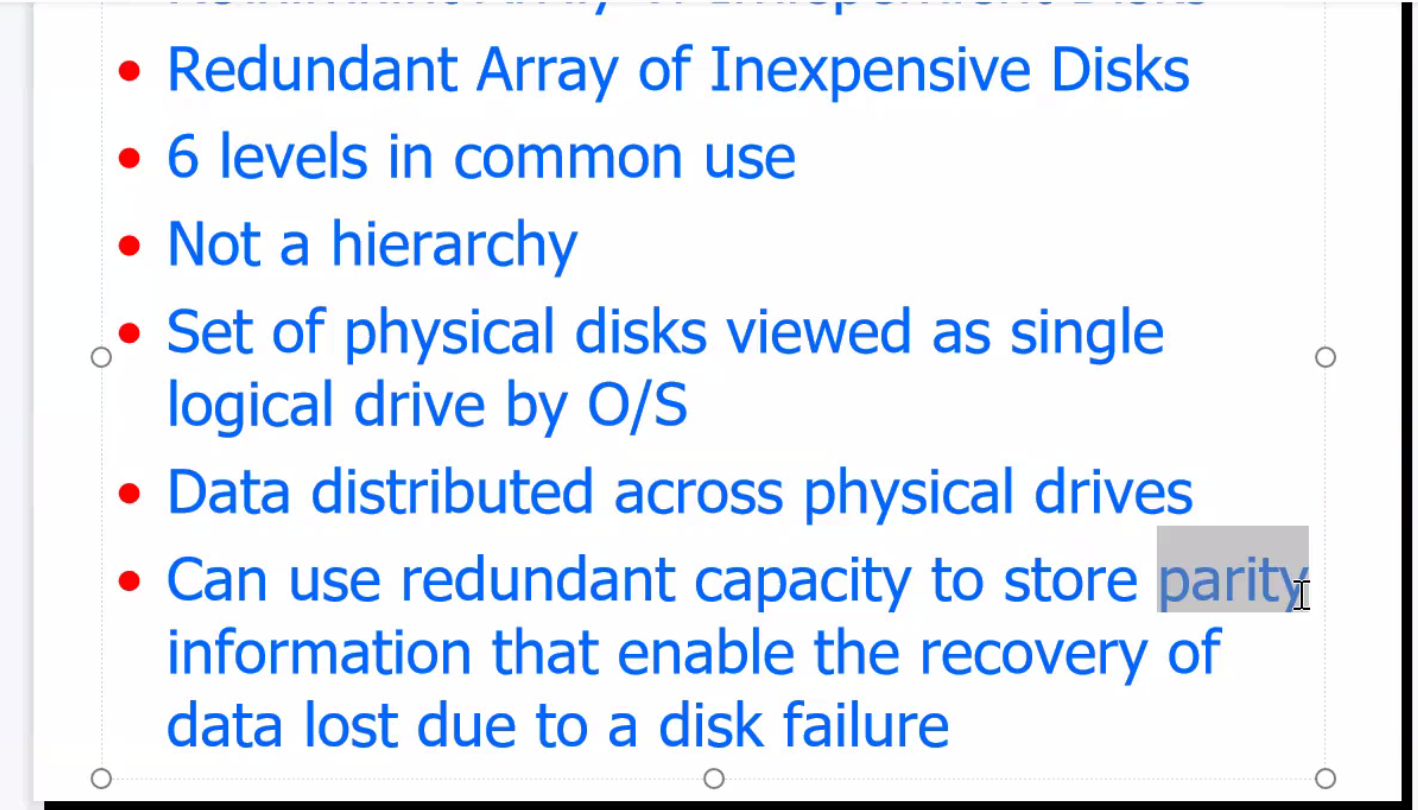 • Redundant Array of Inexpensive Disks
• 6 levels in common use
• Not a hierarchy
• Set of physical disks viewed as single
logical drive by O/S
• Data distributed across physical drives
• Can use redundant capacity to store parity
information that enable the recovery of
data lost due to a disk failure